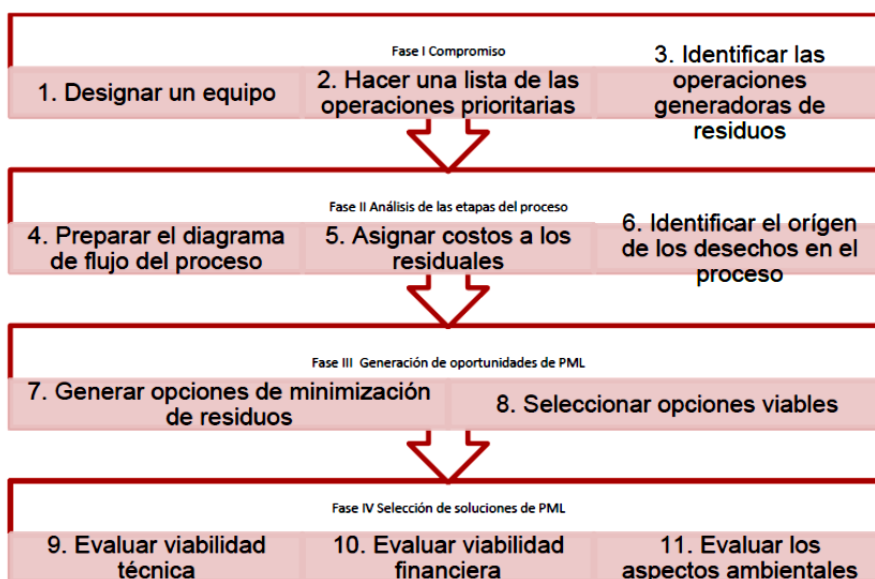 Fase I Compromiso
1. Designar un equipo
2. Hacer una lista de las
operaciones prioritarias
3. Identificar las
operaciones
generadoras de
residuos
Fase II Análisis de las etapas del proceso
4. Preparar el diagrama
de flujo del proceso
5. Asignar costos a los
residuales
6. Identificar el orígen
de los desechos en el
proceso
Fase III Generación de oportunidades de PML
7. Generar opciones de minimización
de residuos
8. Seleccionar opciones viables
Fase IV Selección de soluciones de PML
9. Evaluar viabilidad
técnica
10. Evaluar viabilidad
financiera
11. Evaluar los
aspectos ambientales